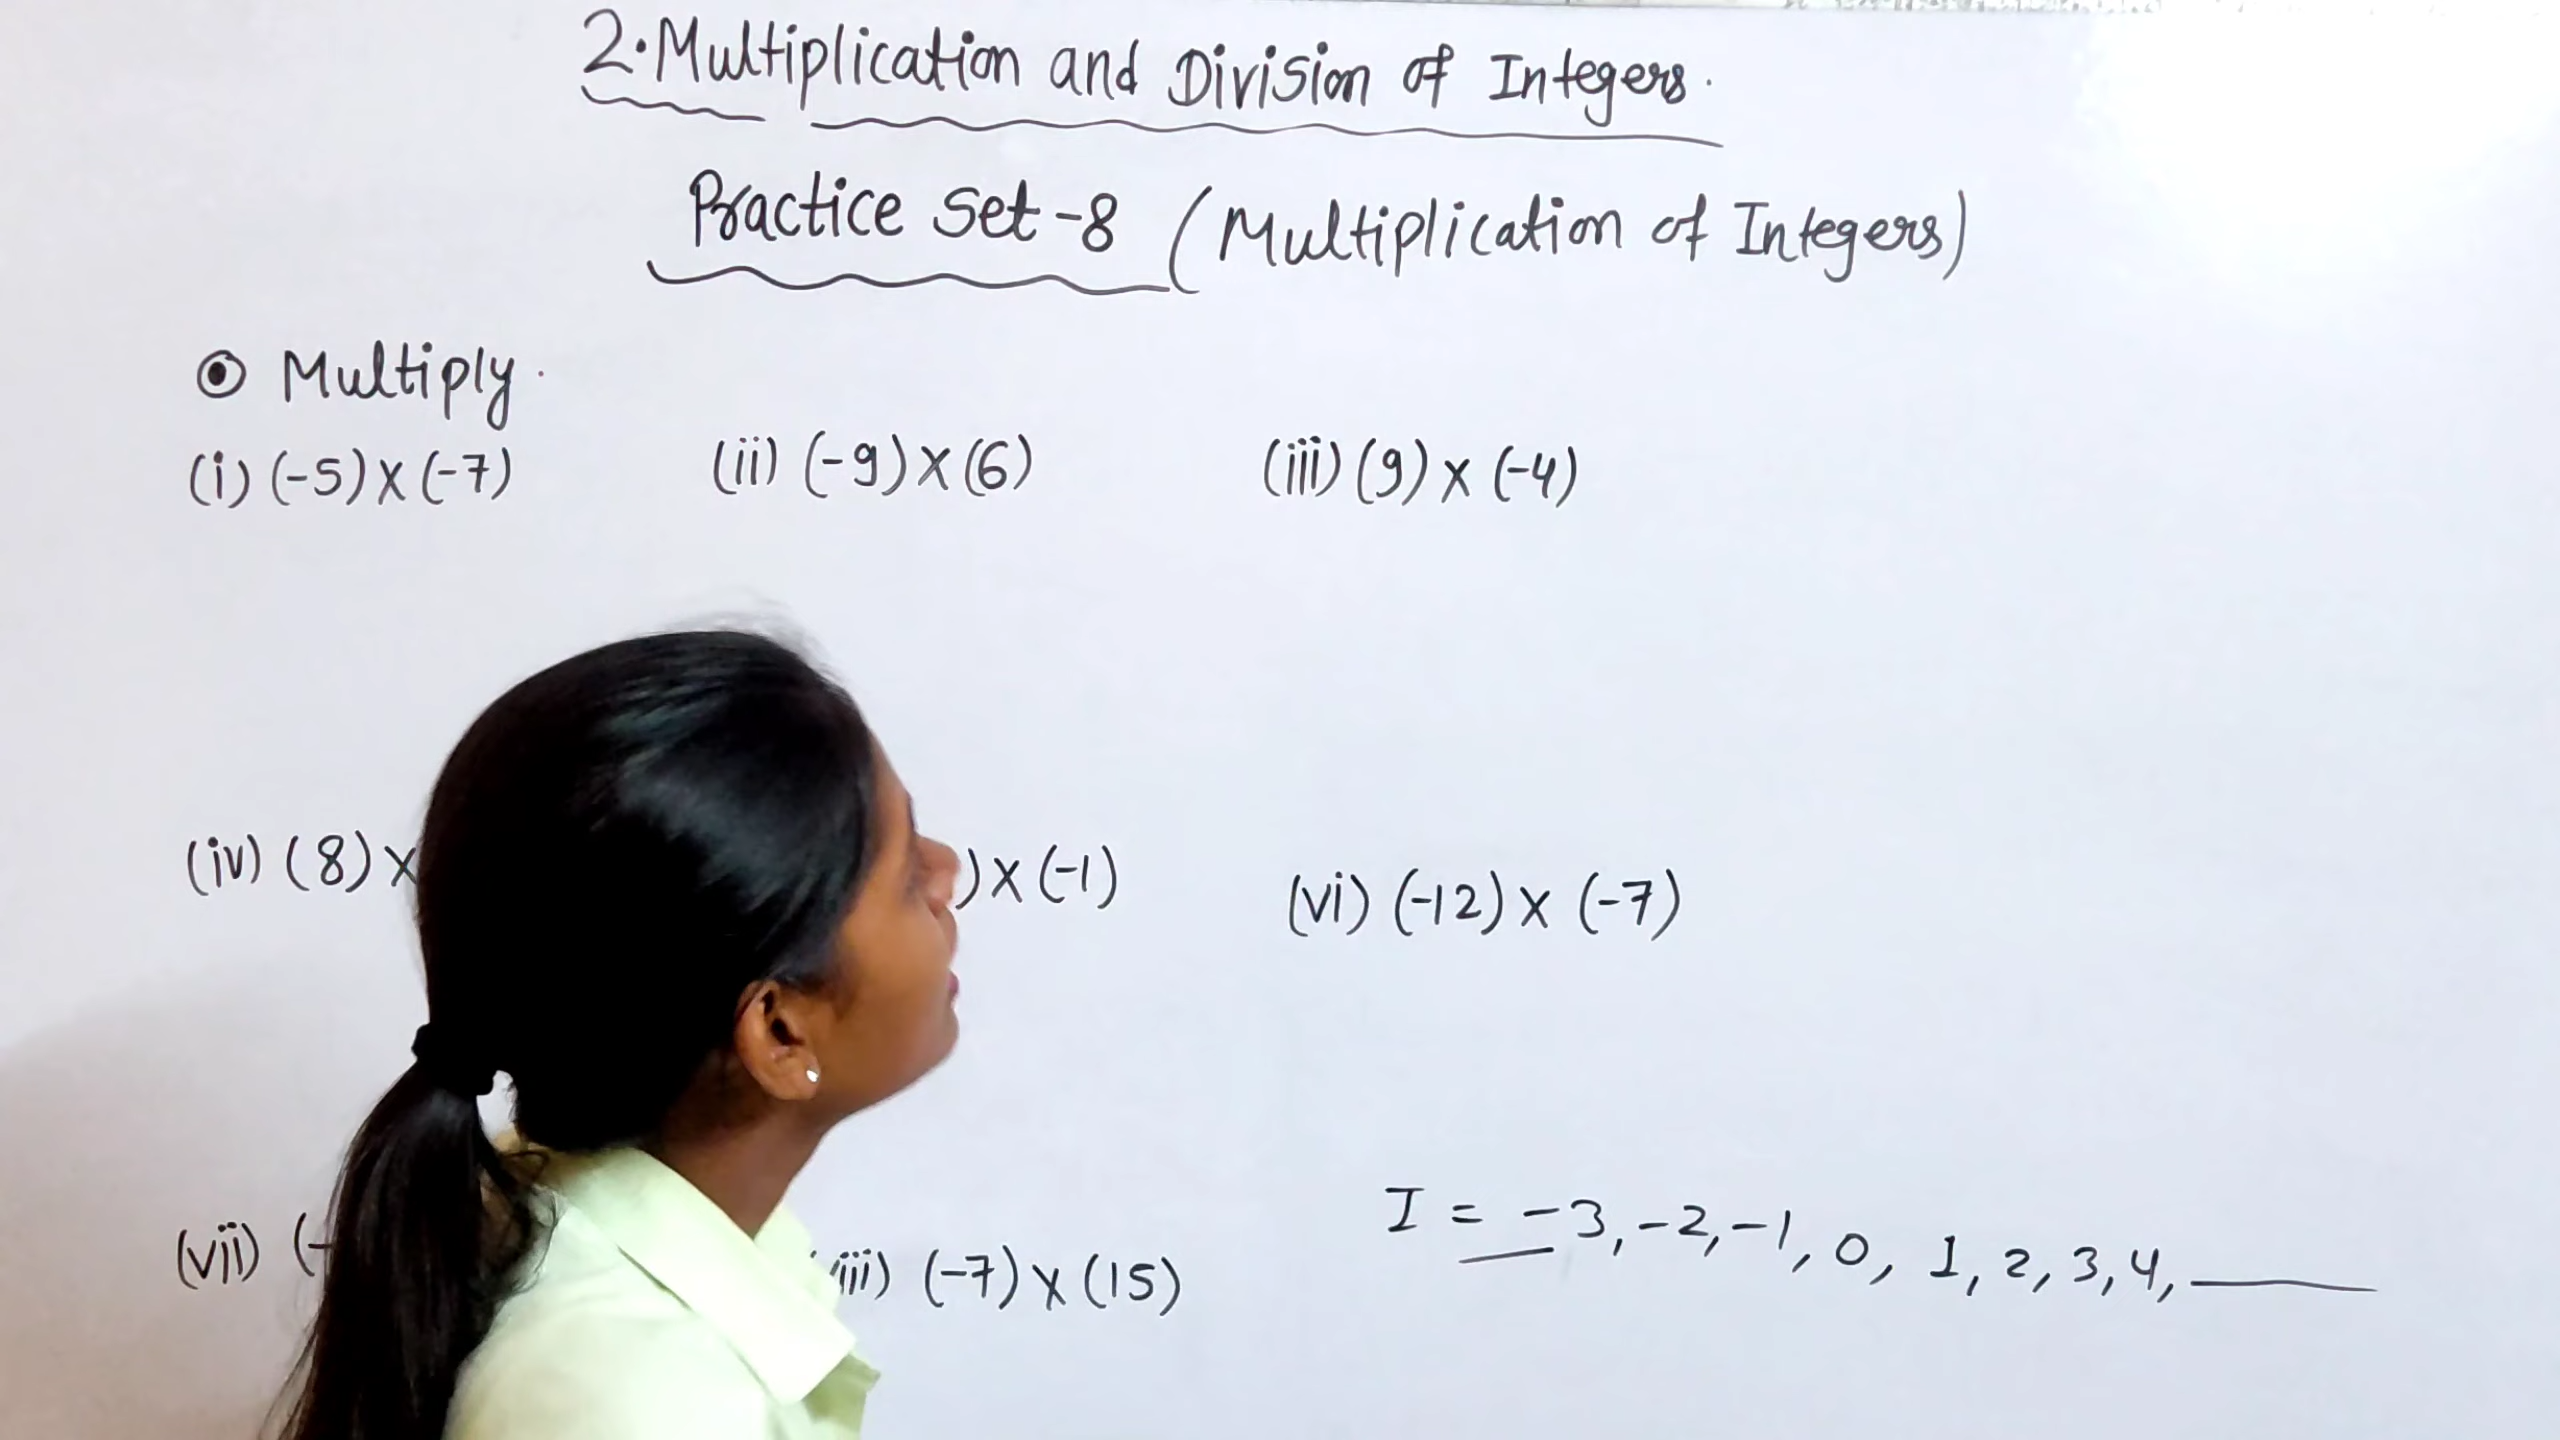 2. Multiplication and Division of Integers.
Practice Set-8 (Multiplication of Integers)
Multiply.
(i) (-5) x (-7) (ii) (-9) x (6) (iii) (9) x (-4)
(iv) (8) x ) x (-1) (vi) (-12) x (-7)
(vii) (- iii) (-7) x (15)
I = -3, -2, -1, 0, 1, 2, 3, 4,